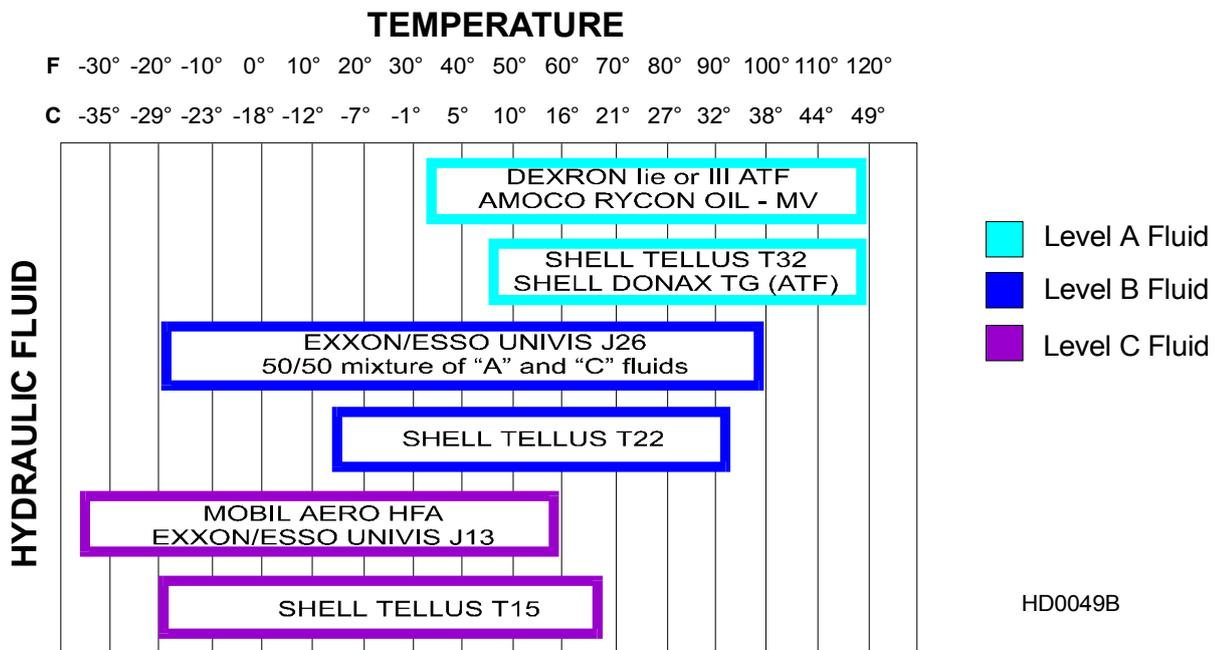 TEMPERATURE
F -30° -20° -10° 0° 10° 20° 30° 40° 50° 60° 70° 80° 90° 100° 110° 120°
C -35° -29° -23° -18° -12° -7° -1° 5° 10° 16° 21° 27° 32° 38° 44° 49°
HYDRAULIC FLUID
DEXRON Iie or III ATF
AMOCO RYCON OIL - MV
SHELL TELLUS T32
SHELL DONAX TG (ATF)
EXXON/ESSO UNIVIS J26
50/50 mixture of “A” and “C” fluids
SHELL TELLUS T22
MOBIL AERO HFA
EXXON/ESSO UNIVIS J13
SHELL TELLUS T15
Level A Fluid
Level B Fluid
Level C Fluid
HD0049B